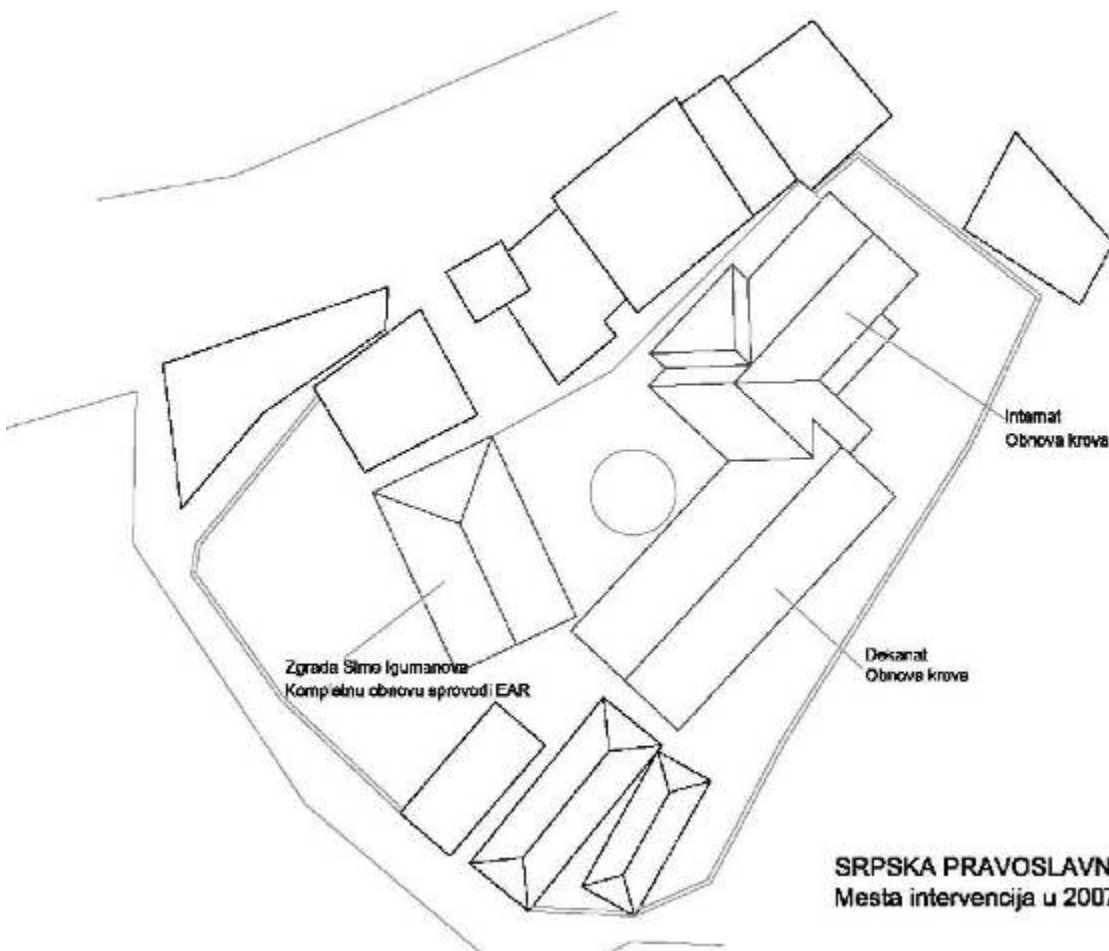 Internat
Obnova krova
Zgrada Sime Igumanova
Kompletnu obnovu sprovodi EAR
Dekanat
Obnova krova
SRPSKA PRAVOSLAVN
Mesta intervencija u 2007